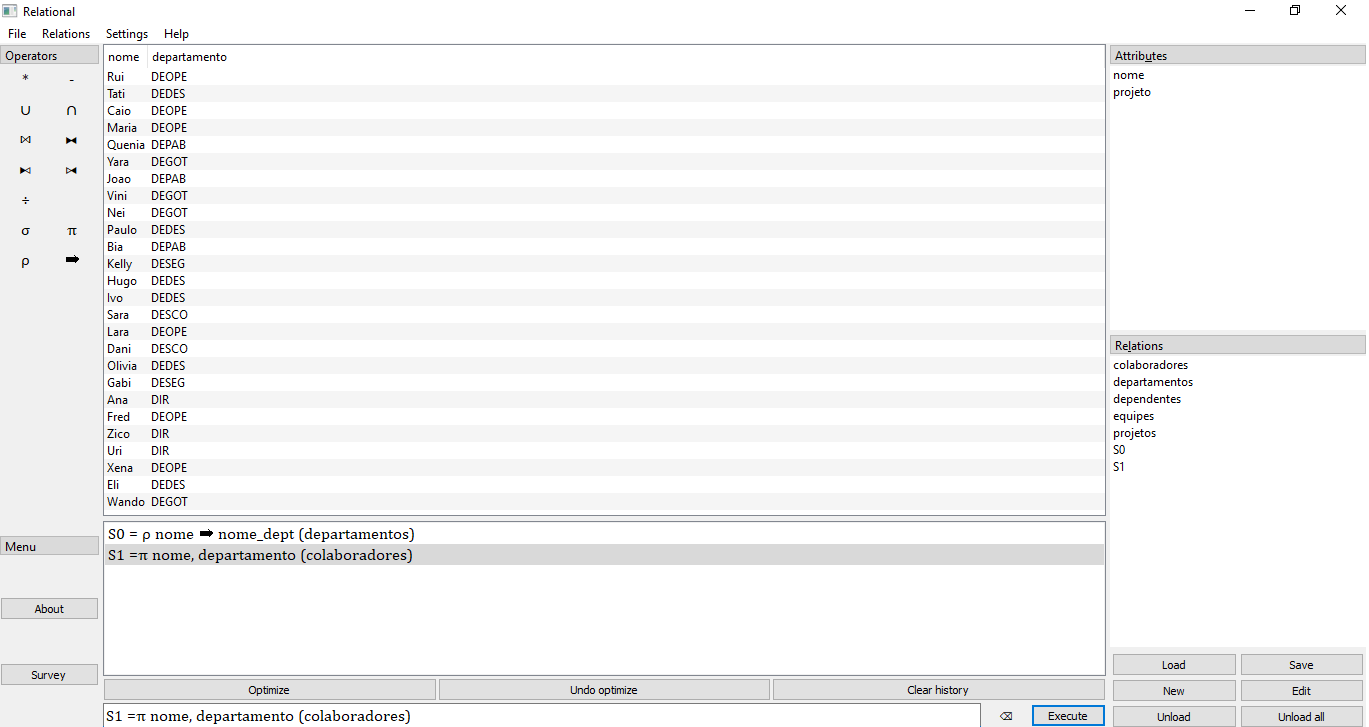 Relational
File Relations Settings Help
Operators
* -
∪ ∩
⋈ ⧓
⧑ ⧒
÷
σ π
ρ ➡
Menu
About
Survey
nome departamento
Rui DEOPE
Tati DEDES
Caio DEOPE
Maria DEOPE
Quenia DEPAB
Yara DEGOT
Joao DEPAB
Vini DEGOT
Nei DEGOT
Paulo DEDES
Bia DEPAB
Kelly DESEG
Hugo DEDES
Ivo DEDES
Sara DESCO
Lara DEOPE
Dani DESCO
Olivia DEDES
Gabi DESEG
Ana DIR
Fred DEOPE
Zico DIR
Uri DIR
Xena DEOPE
Eli DEDES
Wando DEGOT
S0 = ρ nome ➡ nome_dept (departamentos)
S1 =π nome, departamento (colaboradores)
Optimize Undo optimize Clear history
S1 =π nome, departamento (colaboradores) ⌫ Execute
Attributes
nome
projeto
Relations
colaboradores
departamentos
dependentes
equipes
projetos
S0
S1
Load Save
New Edit
Unload Unload all